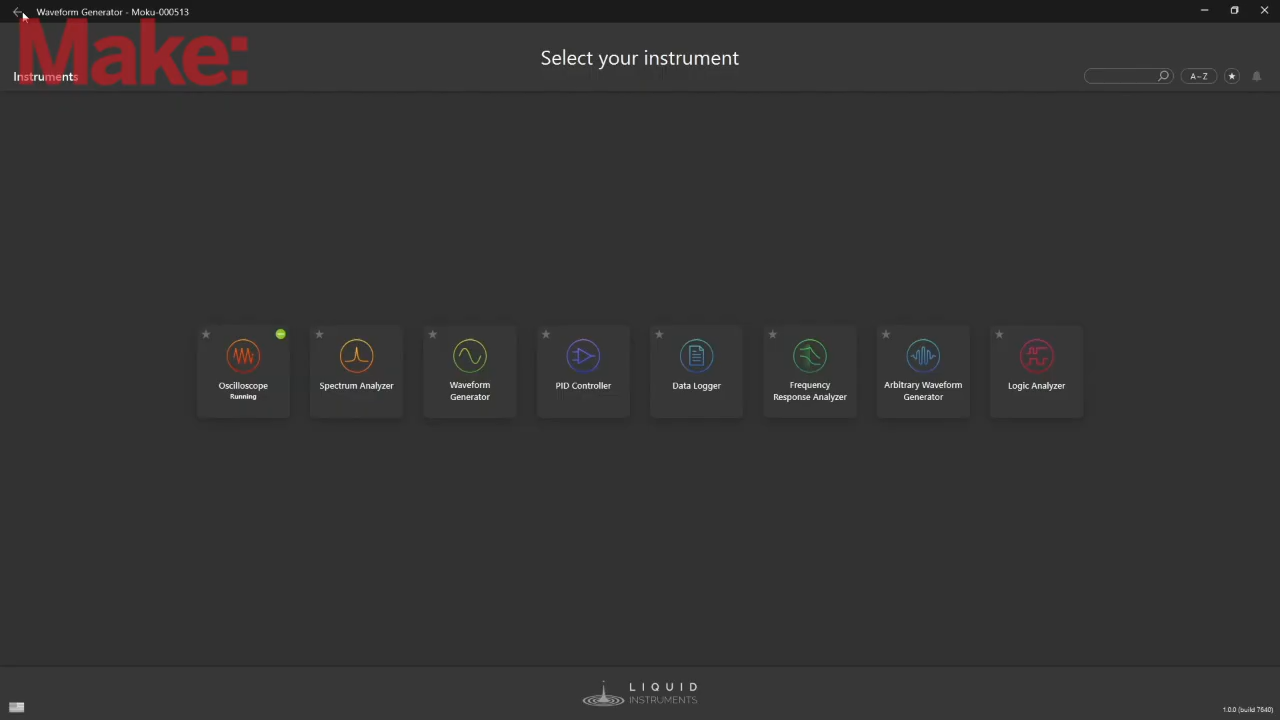 Waveform Generator - Moku-000513
Make:
Select your instrument
Instruments
A-Z
Oscilloscope
Running
Spectrum Analyzer
Waveform
Generator
PID Controller
Data Logger
Frequency
Response Analyzer
Arbitrary Waveform
Generator
Logic Analyzer
LIQUID
INSTRUMENTS
1.0.0 (build 7640)